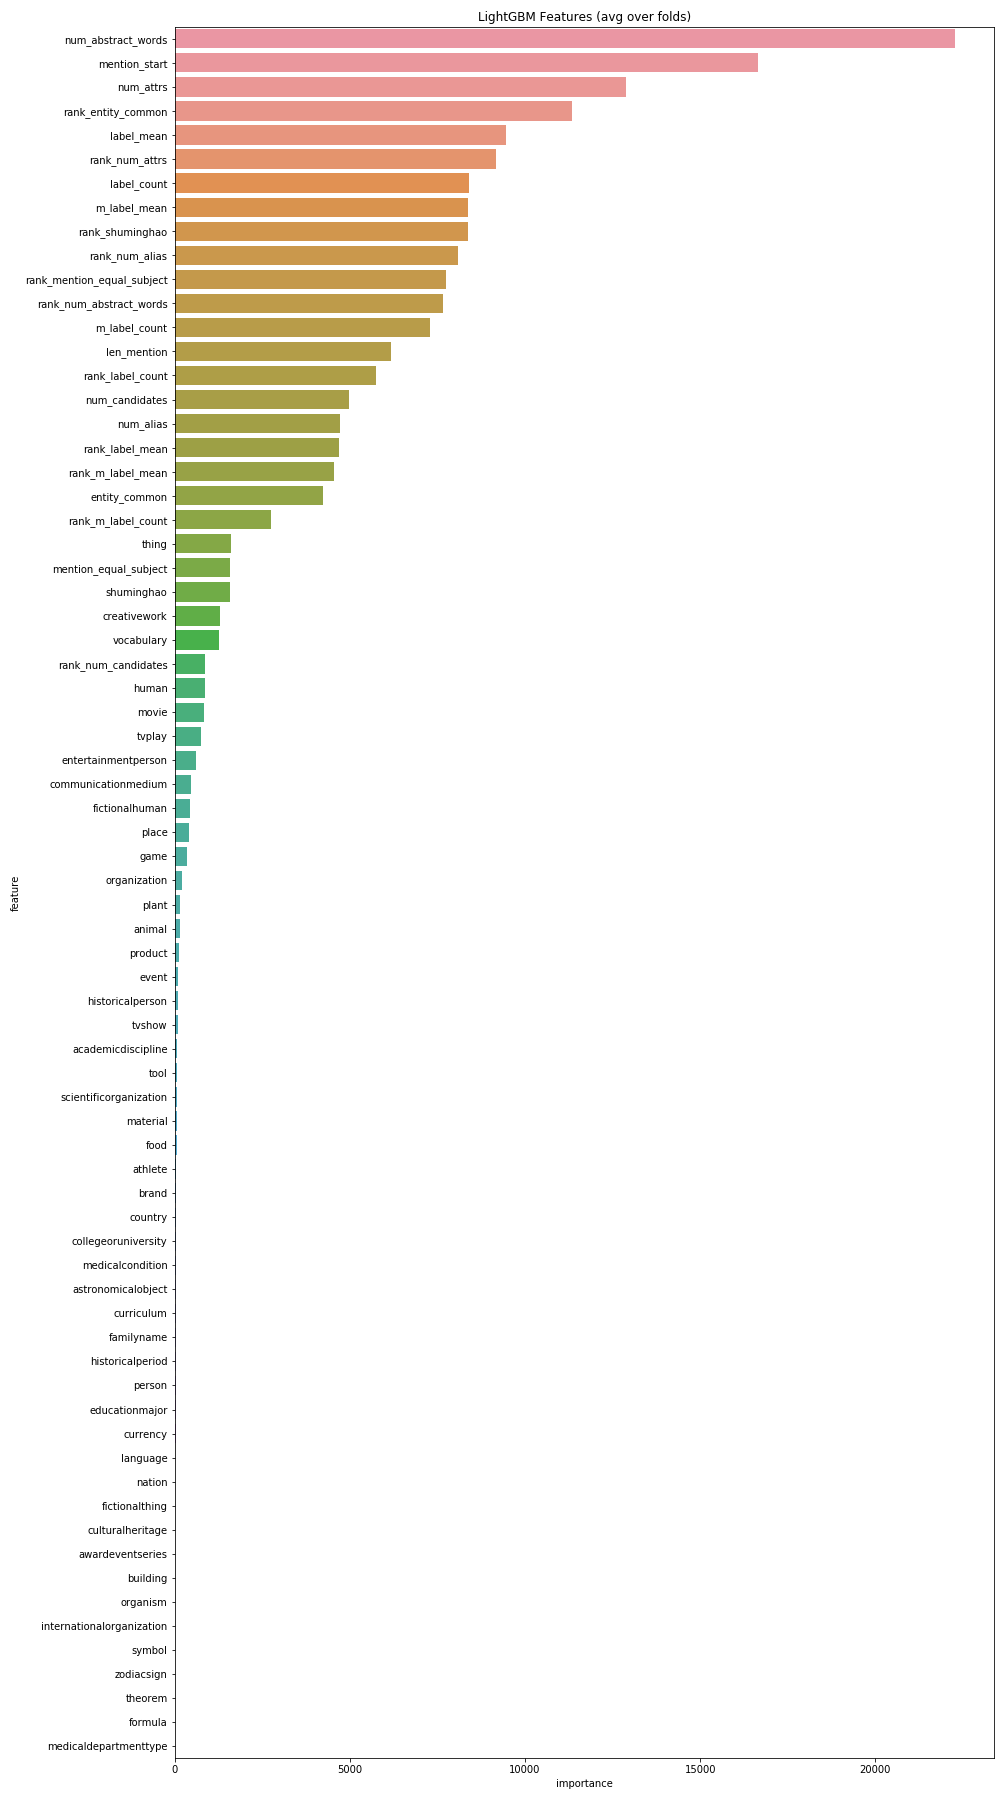 LightGBM Features (avg over folds)
num_abstract_words
mention_start
num_attrs
rank_entity_common
label_mean
rank_num_attrs
label_count
m_label_mean
rank_shuminghao
rank_num_alias
rank_mention_equal_subject
rank_num_abstract_words
m_label_count
len_mention
rank_label_count
num_candidates
num_alias
rank_label_mean
rank_m_label_mean
entity_common
rank_m_label_count
thing
mention_equal_subject
shuminghao
creativework
vocabulary
rank_num_candidates
human
movie
tvplay
entertainmentperson
communicationmedium
fictionalhuman
place
game
organization
plant
animal
product
event
historicalperson
tvshow
academicdiscipline
tool
scientificorganization
material
food
athlete
brand
country
collegeoruniversity
medicalcondition
astronomicalobject
curriculum
familyname
historicalperiod
person
educationmajor
currency
language
nation
fictionalthing
culturalheritage
awardeventseries
building
organism
internationalorganization
symbol
zodiacsign
theorem
formula
medicaldepartmenttype
feature
0 5000 10000 15000 20000
importance